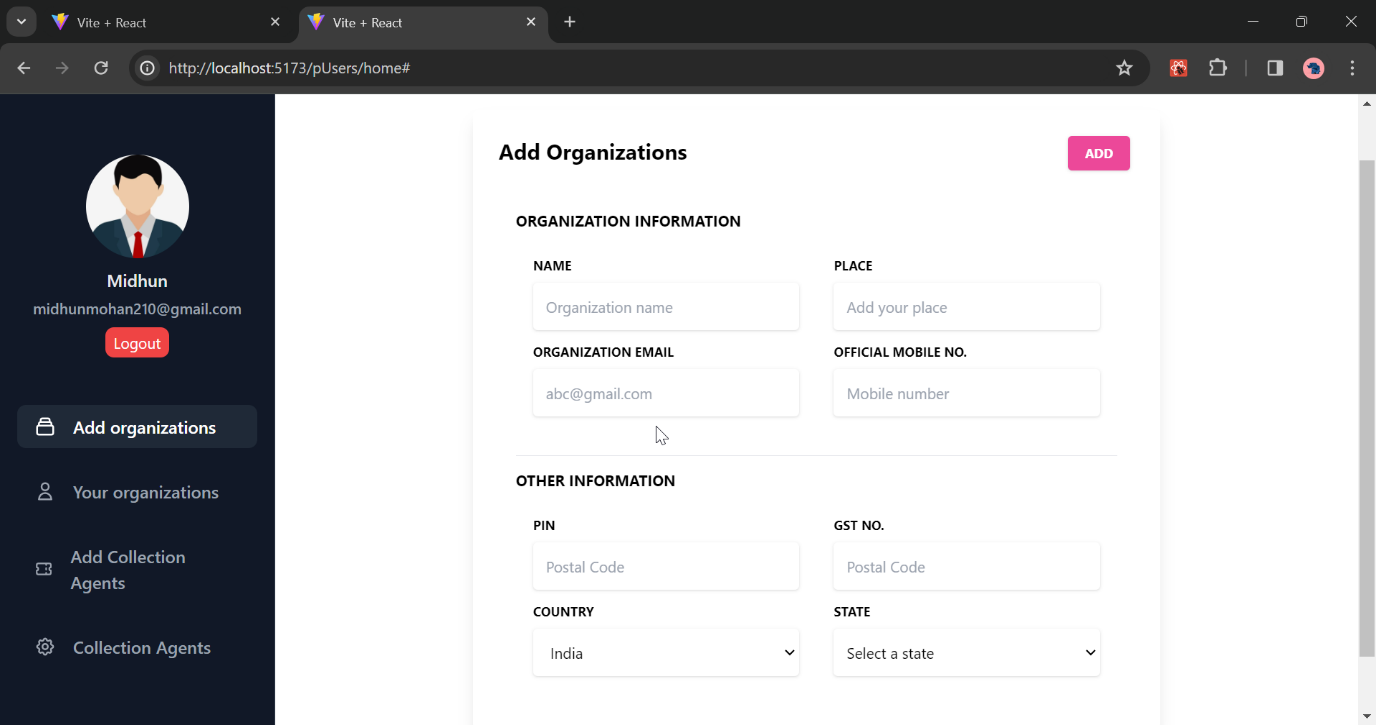 Vite + React
Vite + React
http://localhost:5173/pUsers/home#
Midhun
midhunmohan210@gmail.com
Logout
Add organizations
Your organizations
Add Collection
Agents
Collection Agents
Add Organizations
ADD
ORGANIZATION INFORMATION
NAME
PLACE
Organization name
Add your place
ORGANIZATION EMAIL
OFFICIAL MOBILE NO.
abc@gmail.com
Mobile number
OTHER INFORMATION
PIN
GST NO.
Postal Code
Postal Code
COUNTRY
STATE
India
Select a state